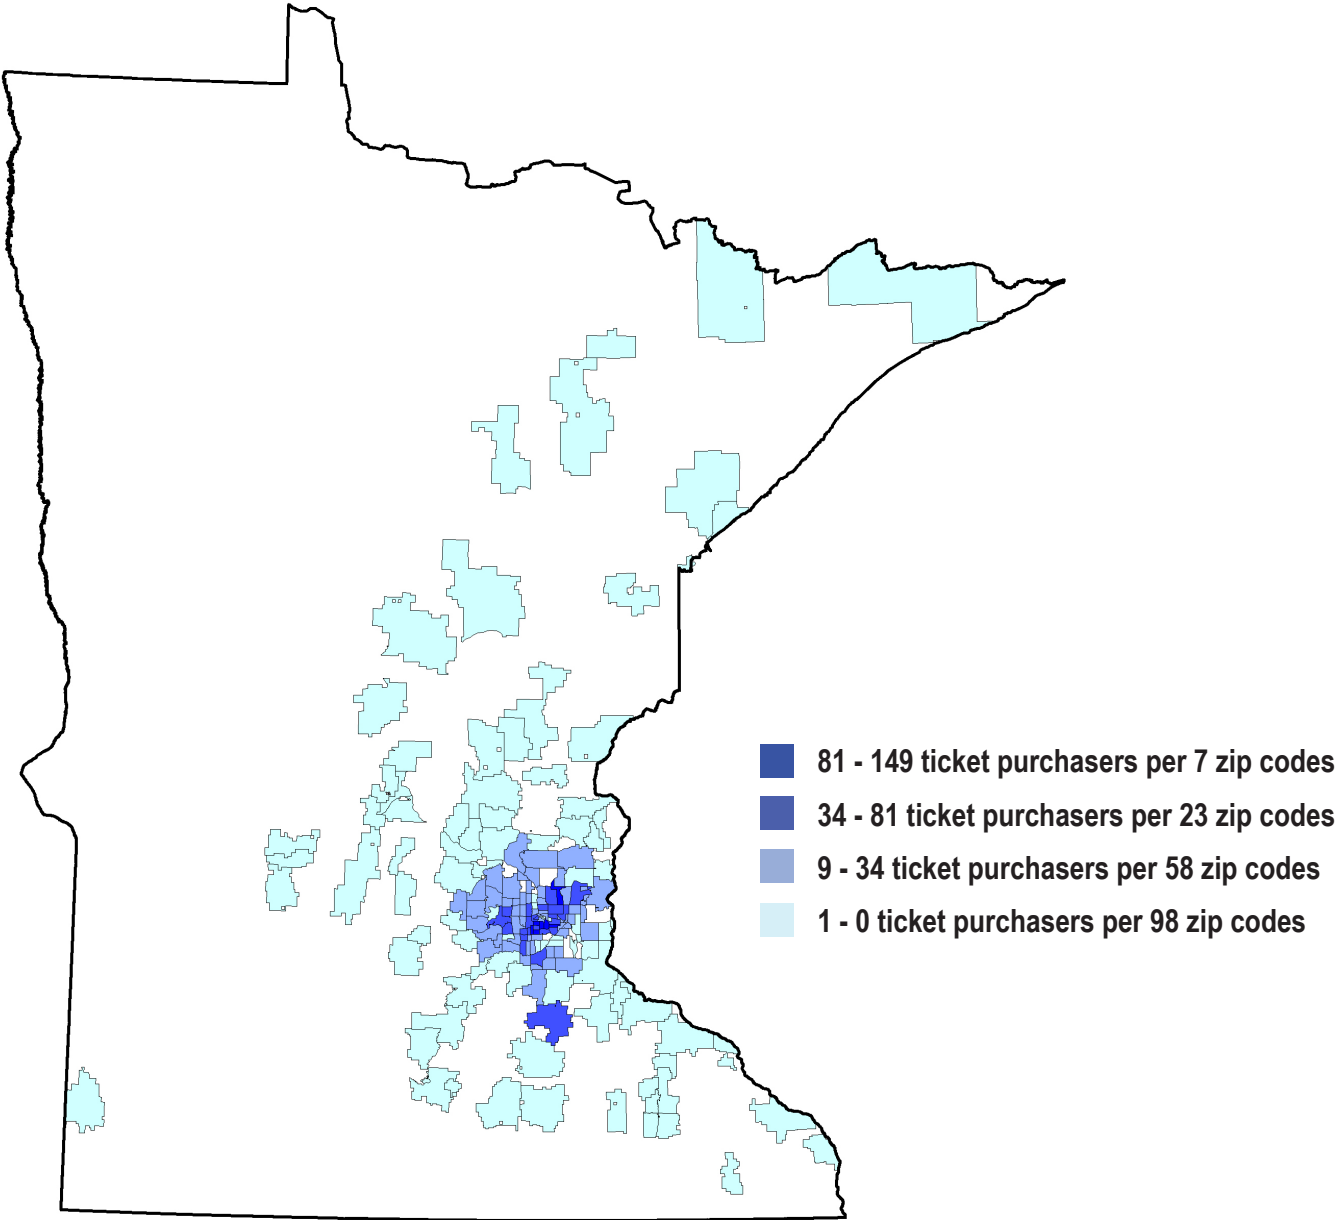 81 - 149 ticket purchasers per 7 zip codes
34 - 81 ticket purchasers per 23 zip codes
9 - 34 ticket purchasers per 58 zip codes
1 - 0 ticket purchasers per 98 zip codes